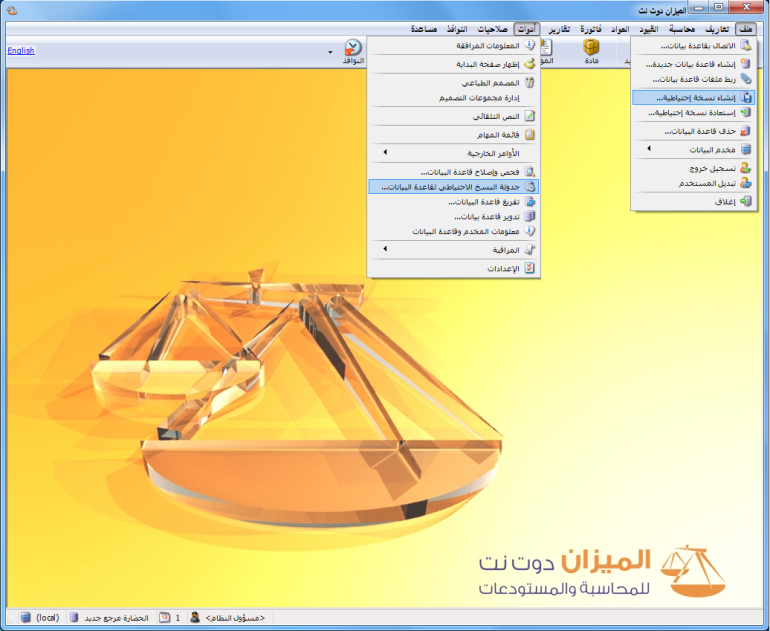 الميزان دوت نت
ملف تعاريف محاسبة القيود المواد فاتورة تقارير أدوات صلاحيات النوافذ مساعدة
English
مادة
النوافذ
الاتصال بقاعدة بيانات...
إنشاء قاعدة بيانات جديدة...
ربط ملفات قاعدة بيانات...
إنشاء نسخة إحتياطية...
إستعادة نسخة إحتياطية...
حذف قاعدة البيانات...
مخدم البيانات
تسجيل خروج
تبديل المستخدم
إغلاق
المعلومات المرافقة
إظهار صفحة البداية
المصمم الطباعي
إدارة مجموعات التصميم
النص التلقائي
قائمة المهام
الأوامر الخارجية
فحص وإصلاح قاعدة البيانات...
جدولة النسخ الاحتياطي لقاعدة البيانات...
تفريغ قاعدة البيانات...
تدوير قاعدة بيانات...
معلومات المخدم وقاعدة البيانات
المراقبة
الإعدادات
الميزان دوت نت
للمحاسبة والمستودعات
<مسؤول النظام> 1 الحضارة مرجع جديد (local)